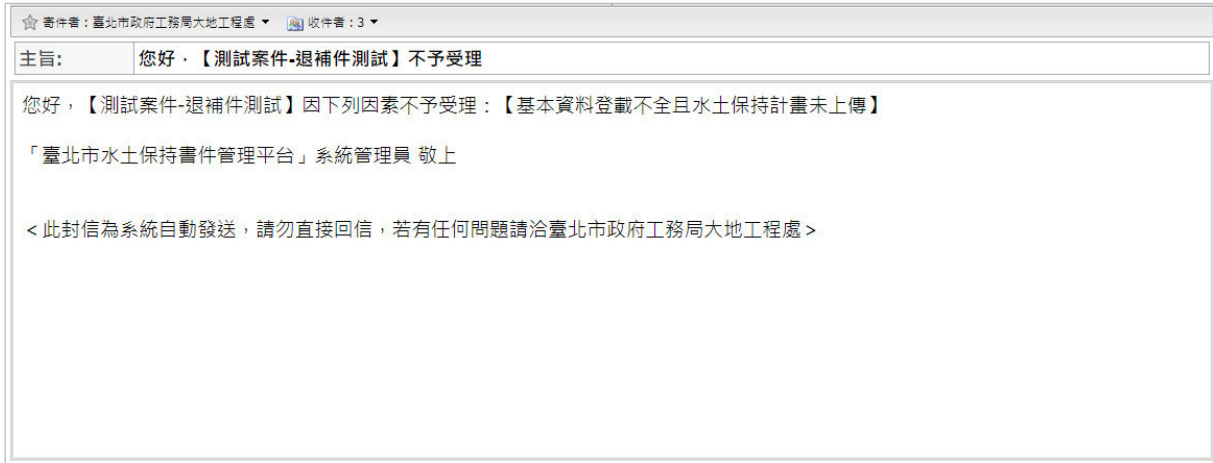 寄件者：臺北市政府工務局大地工程處 ▼ 收件者：3 ▼
主旨: 您好，【測試案件-退補件測試】不予受理
您好，【測試案件-退補件測試】因下列因素不予受理：【基本資料登載不全且水土保持計畫未上傳】
「臺北市水土保持書件管理平台」系統管理員 敬上
<此封信為系統自動發送，請勿直接回信，若有任何問題請洽臺北市政府工務局大地工程處>